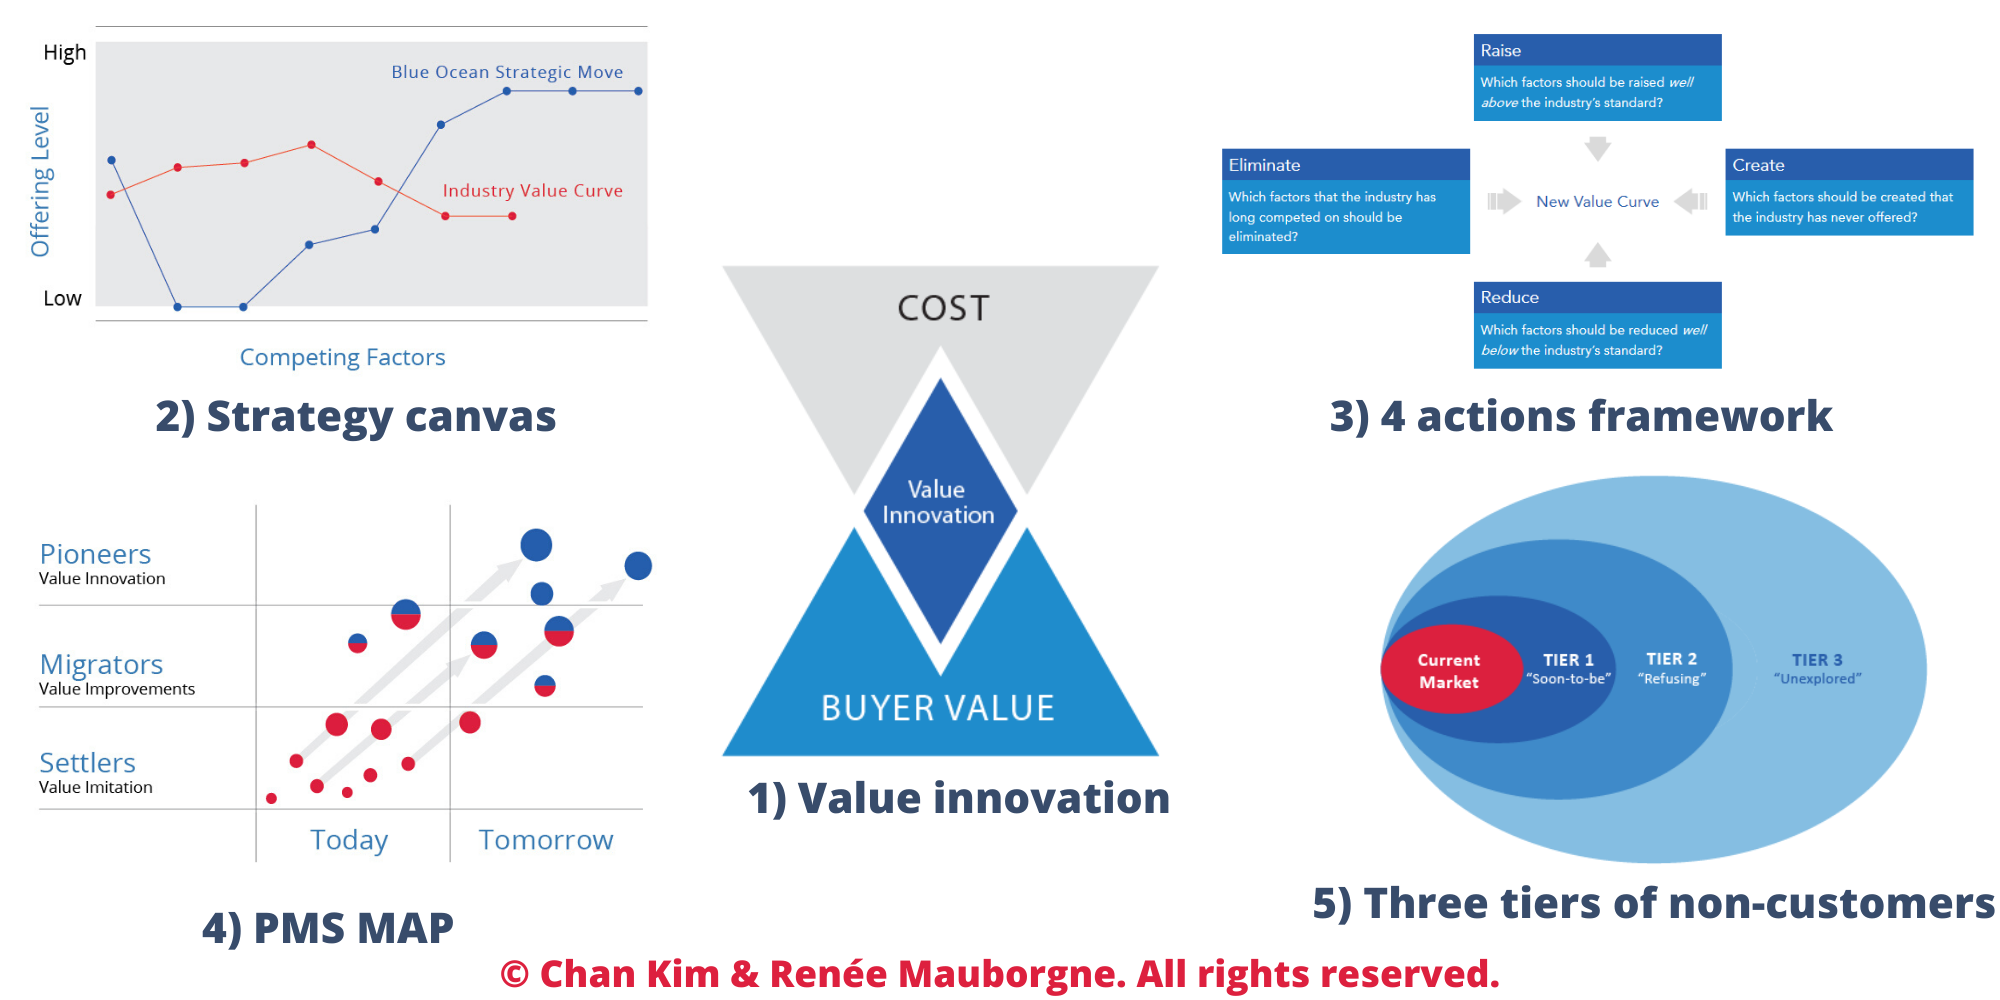 High
Offering Level
Low
Blue Ocean Strategic Move
Industry Value Curve
Competing Factors
2) Strategy canvas
COST
Value
Innovation
BUYER VALUE
1) Value innovation
Raise
Which factors should be raised well
above the industry's standard?
Eliminate
Which factors that the industry has
long competed on should be
eliminated?
New Value Curve
Create
Which factors should be created that
the industry has never offered?
Reduce
Which factors should be reduced well
below the industry's standard?
3) 4 actions framework
Pioneers
Value Innovation
Migrators
Value Improvements
Settlers
Value Imitation
Today
Tomorrow
4) PMS MAP
Current
Market
TIER 1
“Soon-to-be”
TIER 2
“Refusing”
TIER 3
“Unexplored”
5) Three tiers of non-customers
© Chan Kim & Renée Mauborgne. All rights reserved.